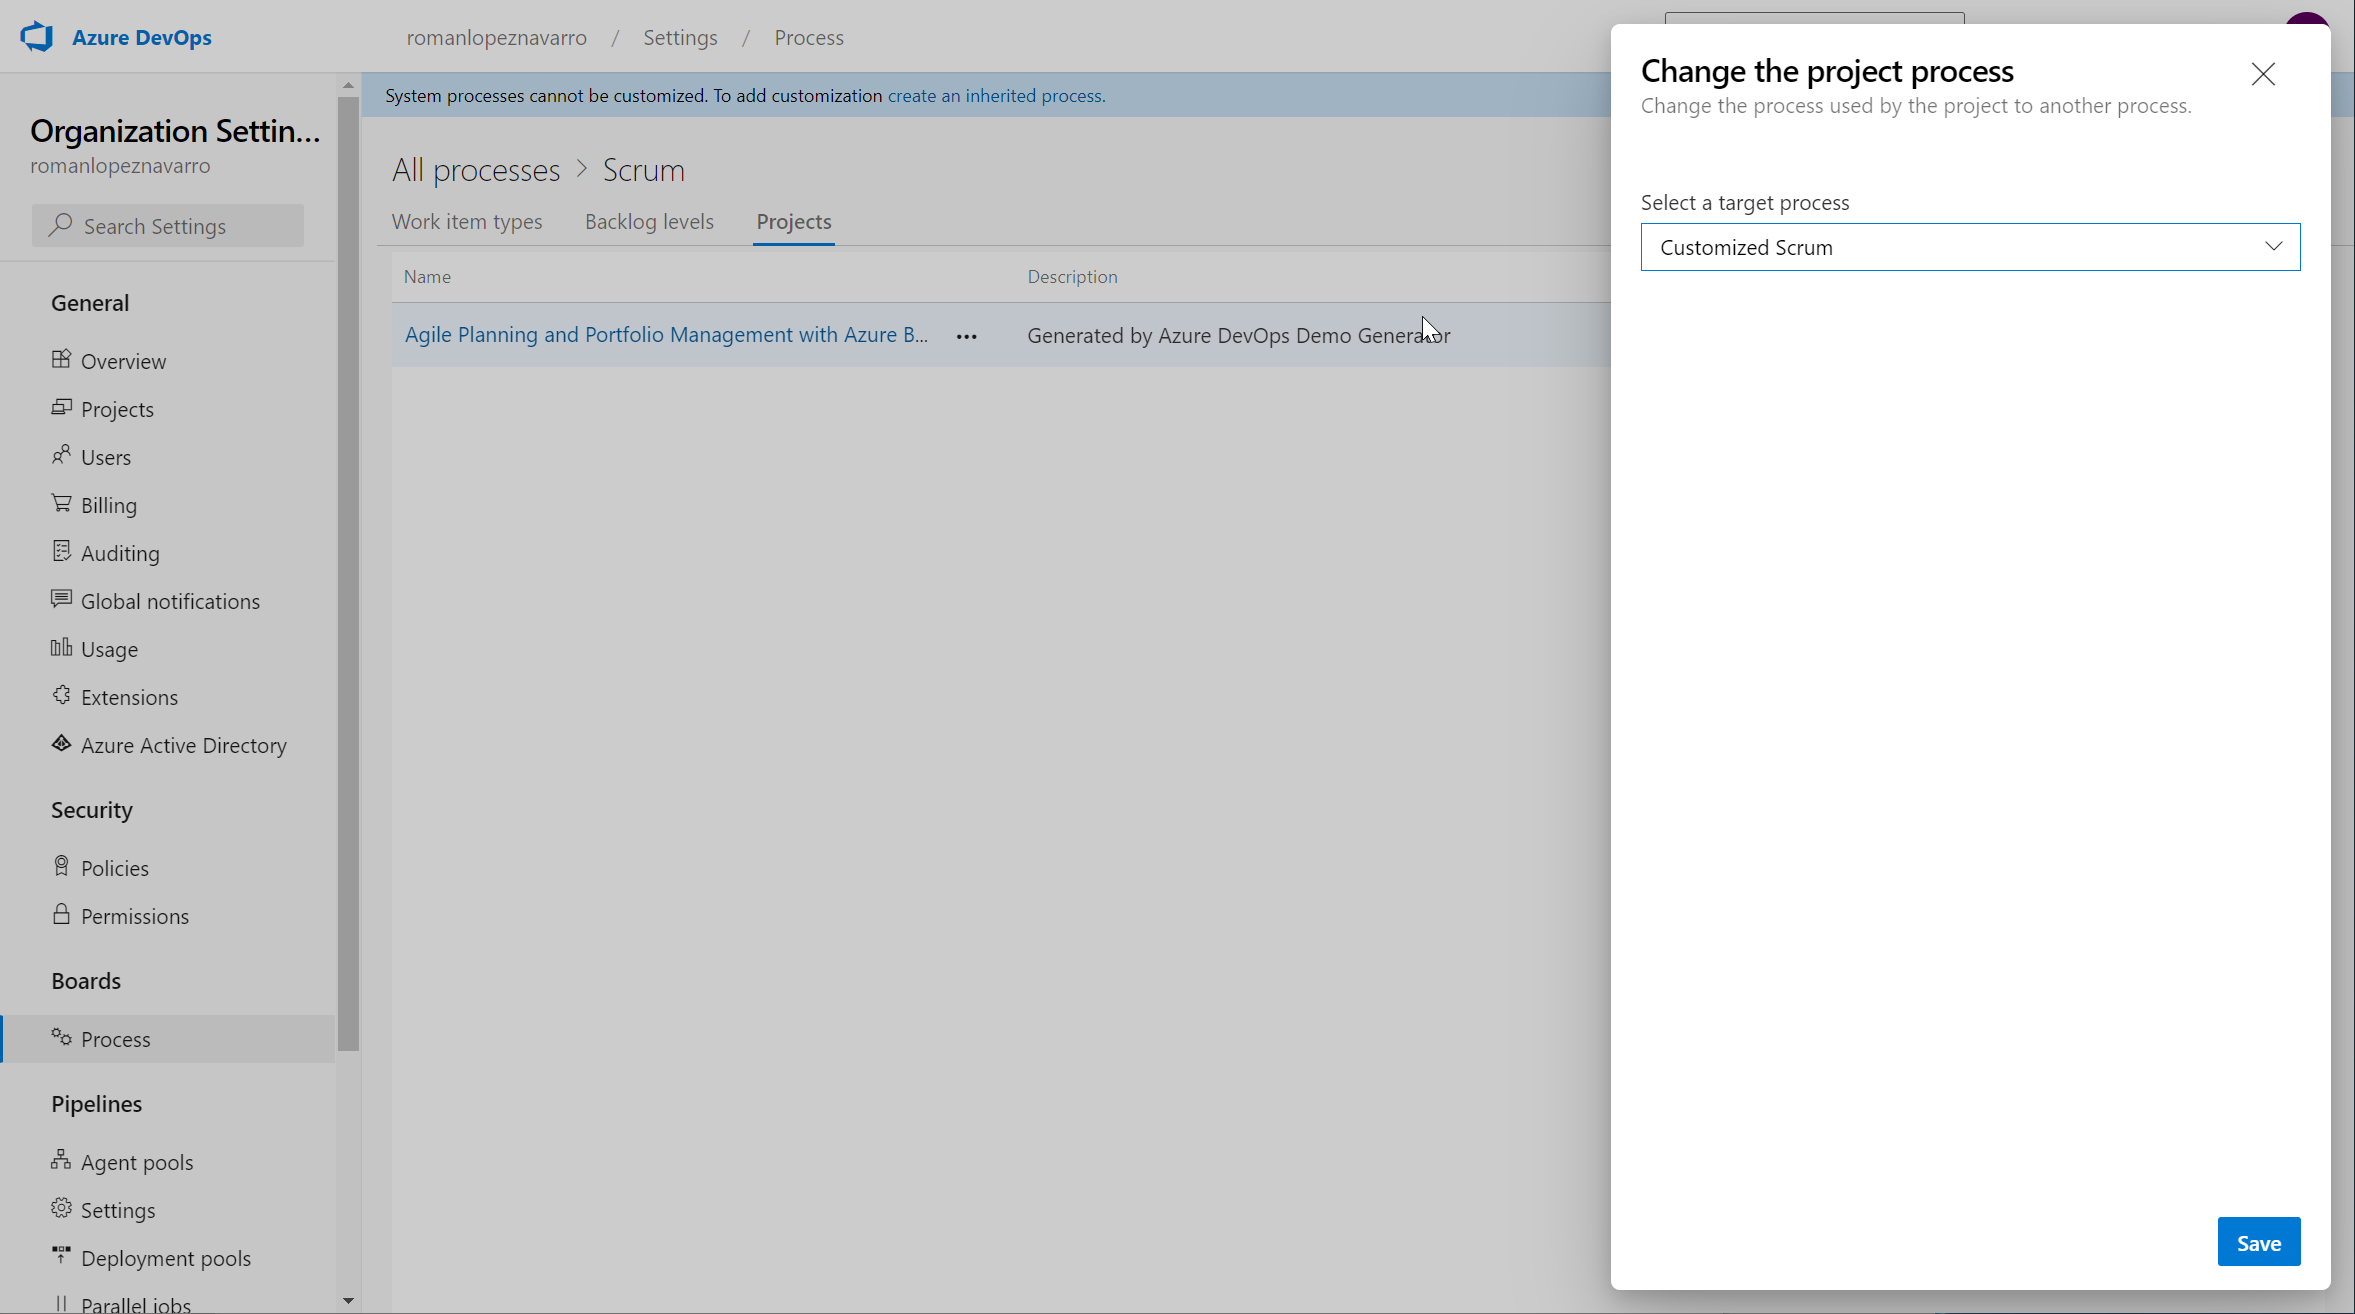 Azure DevOps
romanlopeznavarro / Settings / Process
Organization Settin...
romanlopeznavarro
Search Settings
General
Overview
Projects
Users
Billing
Auditing
Global notifications
Usage
Extensions
Azure Active Directory
Security
Policies
Permissions
Boards
Process
Pipelines
Agent pools
Settings
Deployment pools
Parallel jobs
System processes cannot be customized. To add customization create an inherited process.
All processes > Scrum
Work item types Backlog levels Projects
Name Description
Agile Planning and Portfolio Management with Azure B... ••• Generated by Azure DevOps Demo Generator
Change the project process
Change the process used by the project to another process.
Select a target process
Customized Scrum
Save